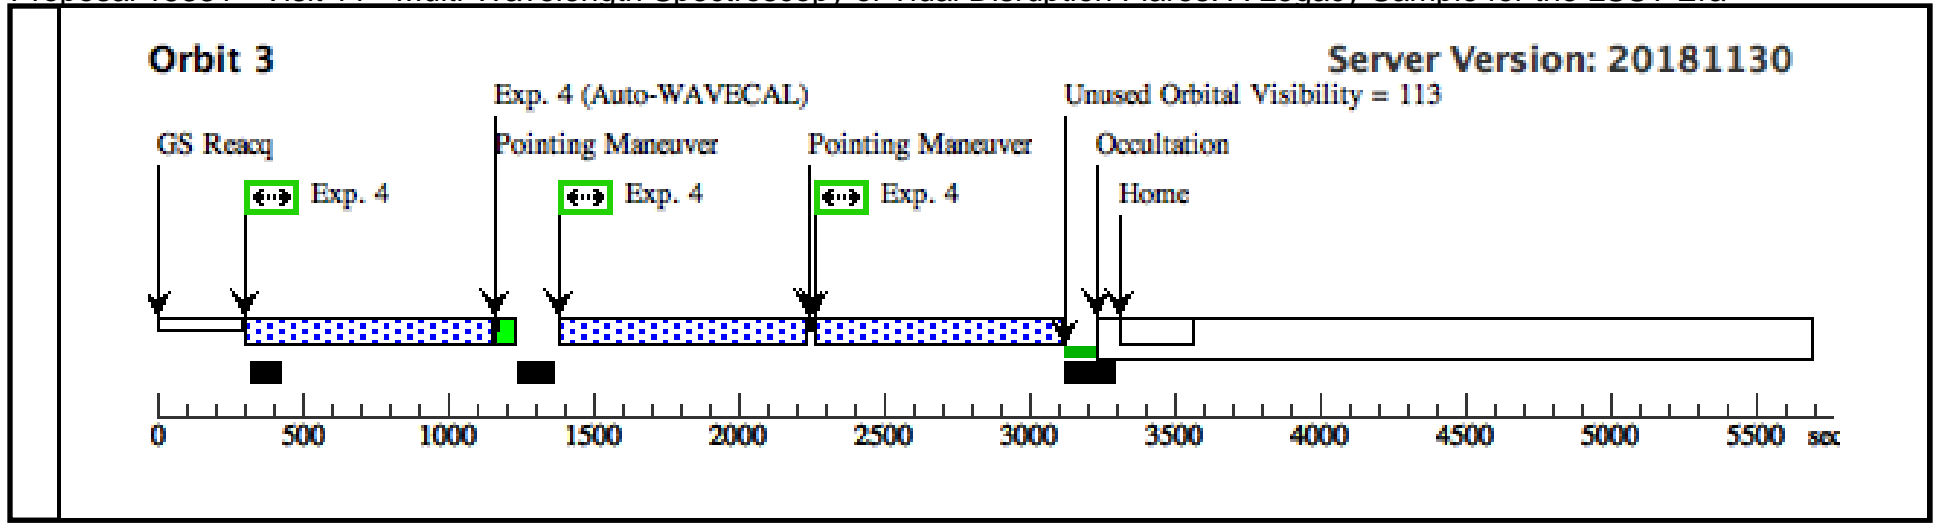 Orbit 3
Server Version: 20181130
Exp. 4 (Auto-WAVECAL)
Unused Orbital Visibility = 113
GS Reacq
Pointing Maneuver
Pointing Maneuver
Occultation
Exp. 4
Exp. 4
Exp. 4
Home
0 500 1000 1500 2000 2500 3000 3500 4000 4500 5000 5500 sec